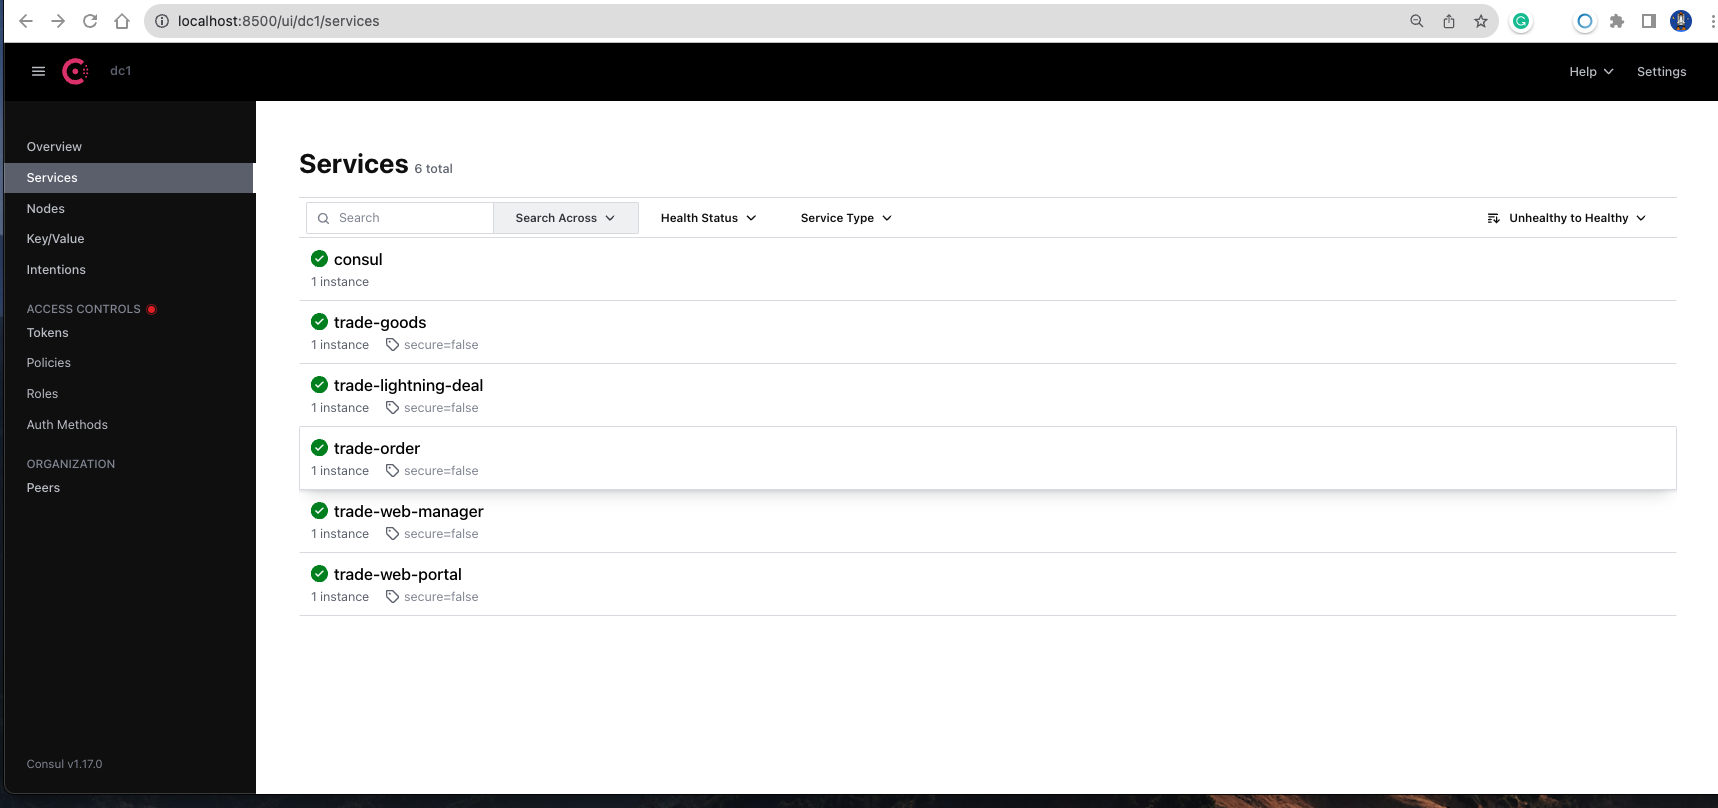 localhost:8500/ui/dc1/services
dc1
Help
Settings
Overview
Services
Nodes
Key/Value
Intentions
ACCESS CONTROLS
Tokens
Policies
Roles
Auth Methods
ORGANIZATION
Peers
Consul v1.17.0
Services 6 total
Search
Search Across
Health Status
Service Type
Unhealthy to Healthy
consul
1 instance
trade-goods
1 instance secure=false
trade-lightning-deal
1 instance secure=false
trade-order
1 instance secure=false
trade-web-manager
1 instance secure=false
trade-web-portal
1 instance secure=false